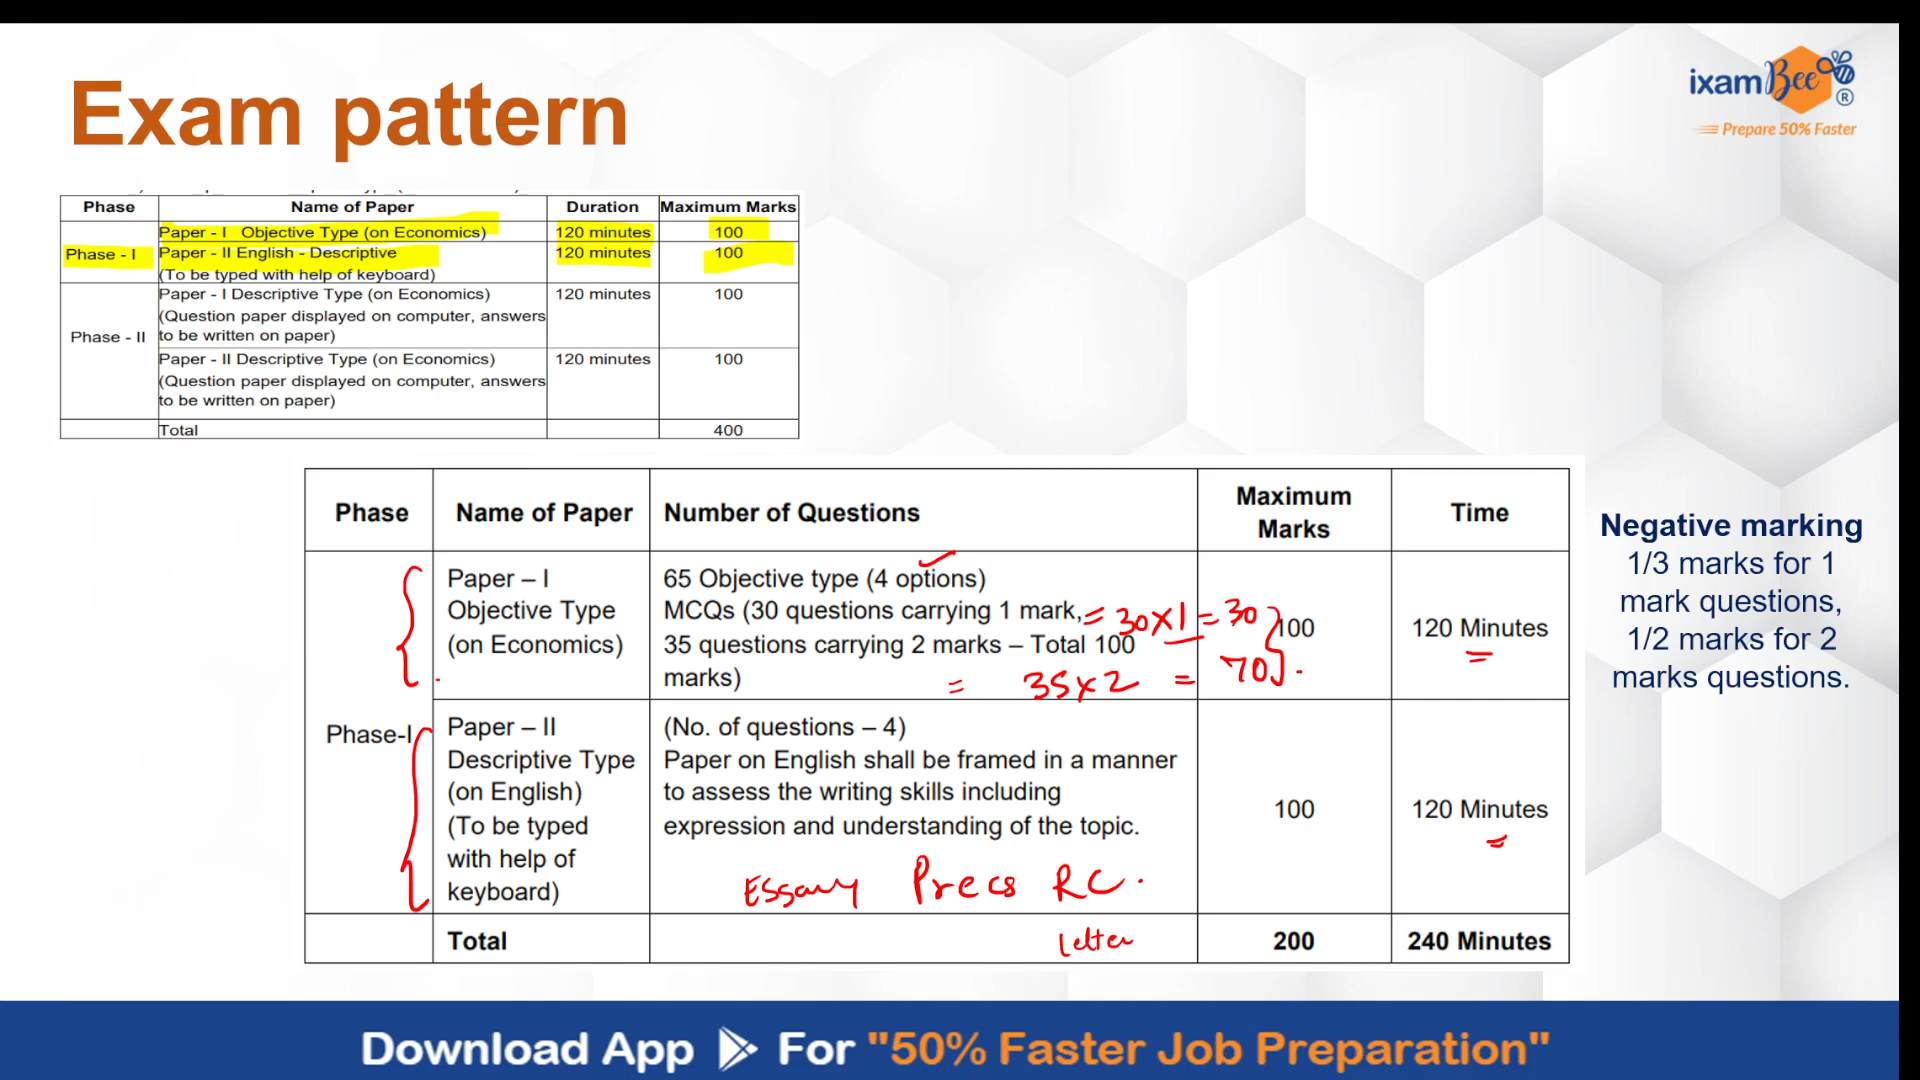 Exam pattern
ixamBee
®
Prepare 50% Faster
Phase Name of Paper Duration Maximum Marks
Paper - I Objective Type (on Economics) 120 minutes 100
Phase - I Paper - II English - Descriptive 120 minutes 100
(To be typed with help of keyboard)
Paper - I Descriptive Type (on Economics) 120 minutes 100
(Question paper displayed on computer, answers
Phase - II to be written on paper)
Paper - II Descriptive Type (on Economics) 120 minutes 100
(Question paper displayed on computer, answers
to be written on paper)
Total 400
Phase Name of Paper Number of Questions Maximum Marks Time
Paper – I
Objective Type
(on Economics)
65 Objective type (4 options)
MCQs (30 questions carrying 1 mark,
35 questions carrying 2 marks – Total 100
marks)
= 30×1 = 30
= 35×2 = 70
100
120 Minutes
Phase-I
Paper – II
Descriptive Type
(on English)
(To be typed
with help of
keyboard)
(No. of questions – 4)
Paper on English shall be framed in a manner
to assess the writing skills including
expression and understanding of the topic.
Essay Precs RC.
letter
100
120 Minutes
Total 200 240 Minutes
Negative marking
1/3 marks for 1
mark questions,
1/2 marks for 2
marks questions.
Download App For "50% Faster Job Preparation"